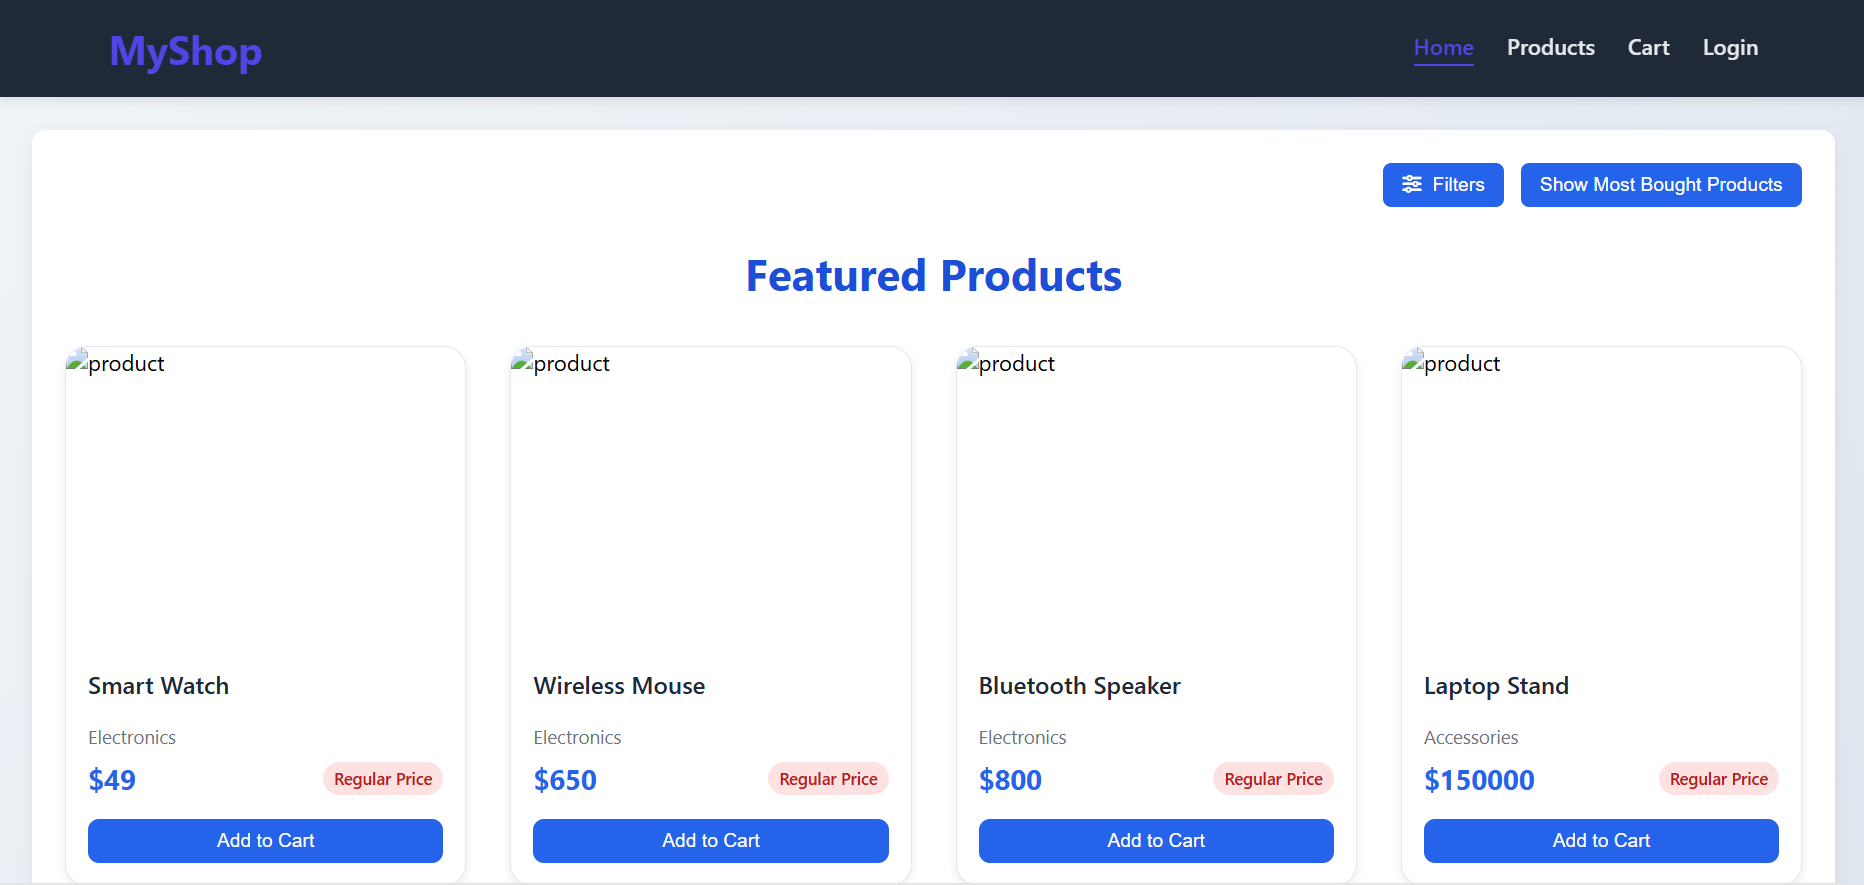 MyShop
Home Products Cart Login
Filters Show Most Bought Products
Featured Products
product product product product
Smart Watch Wireless Mouse Bluetooth Speaker Laptop Stand
Electronics Electronics Electronics Accessories
$49 Regular Price $650 Regular Price $800 Regular Price $150000 Regular Price
Add to Cart Add to Cart Add to Cart Add to Cart